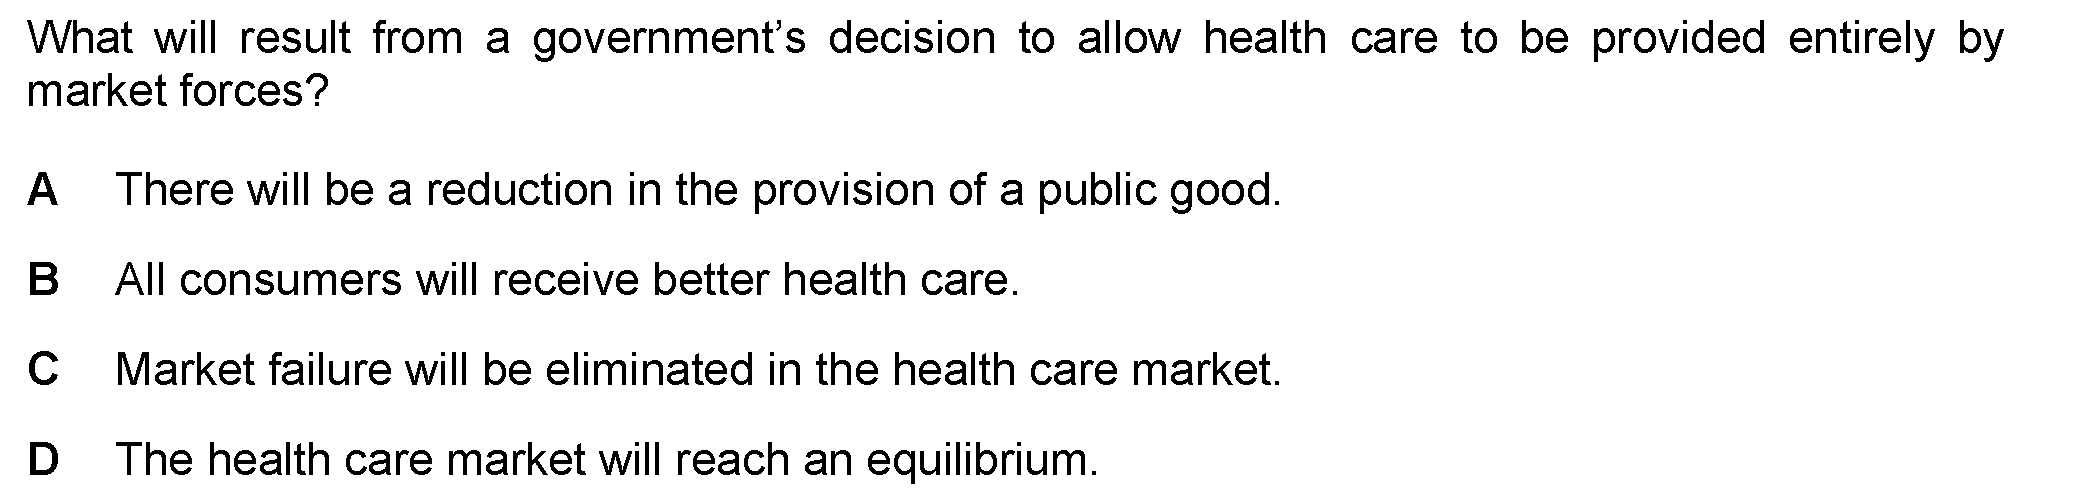 What will result from a government’s decision to allow health care to be provided entirely by
market forces?
A There will be a reduction in the provision of a public good.
B All consumers will receive better health care.
C Market failure will be eliminated in the health care market.
D The health care market will reach an equilibrium.